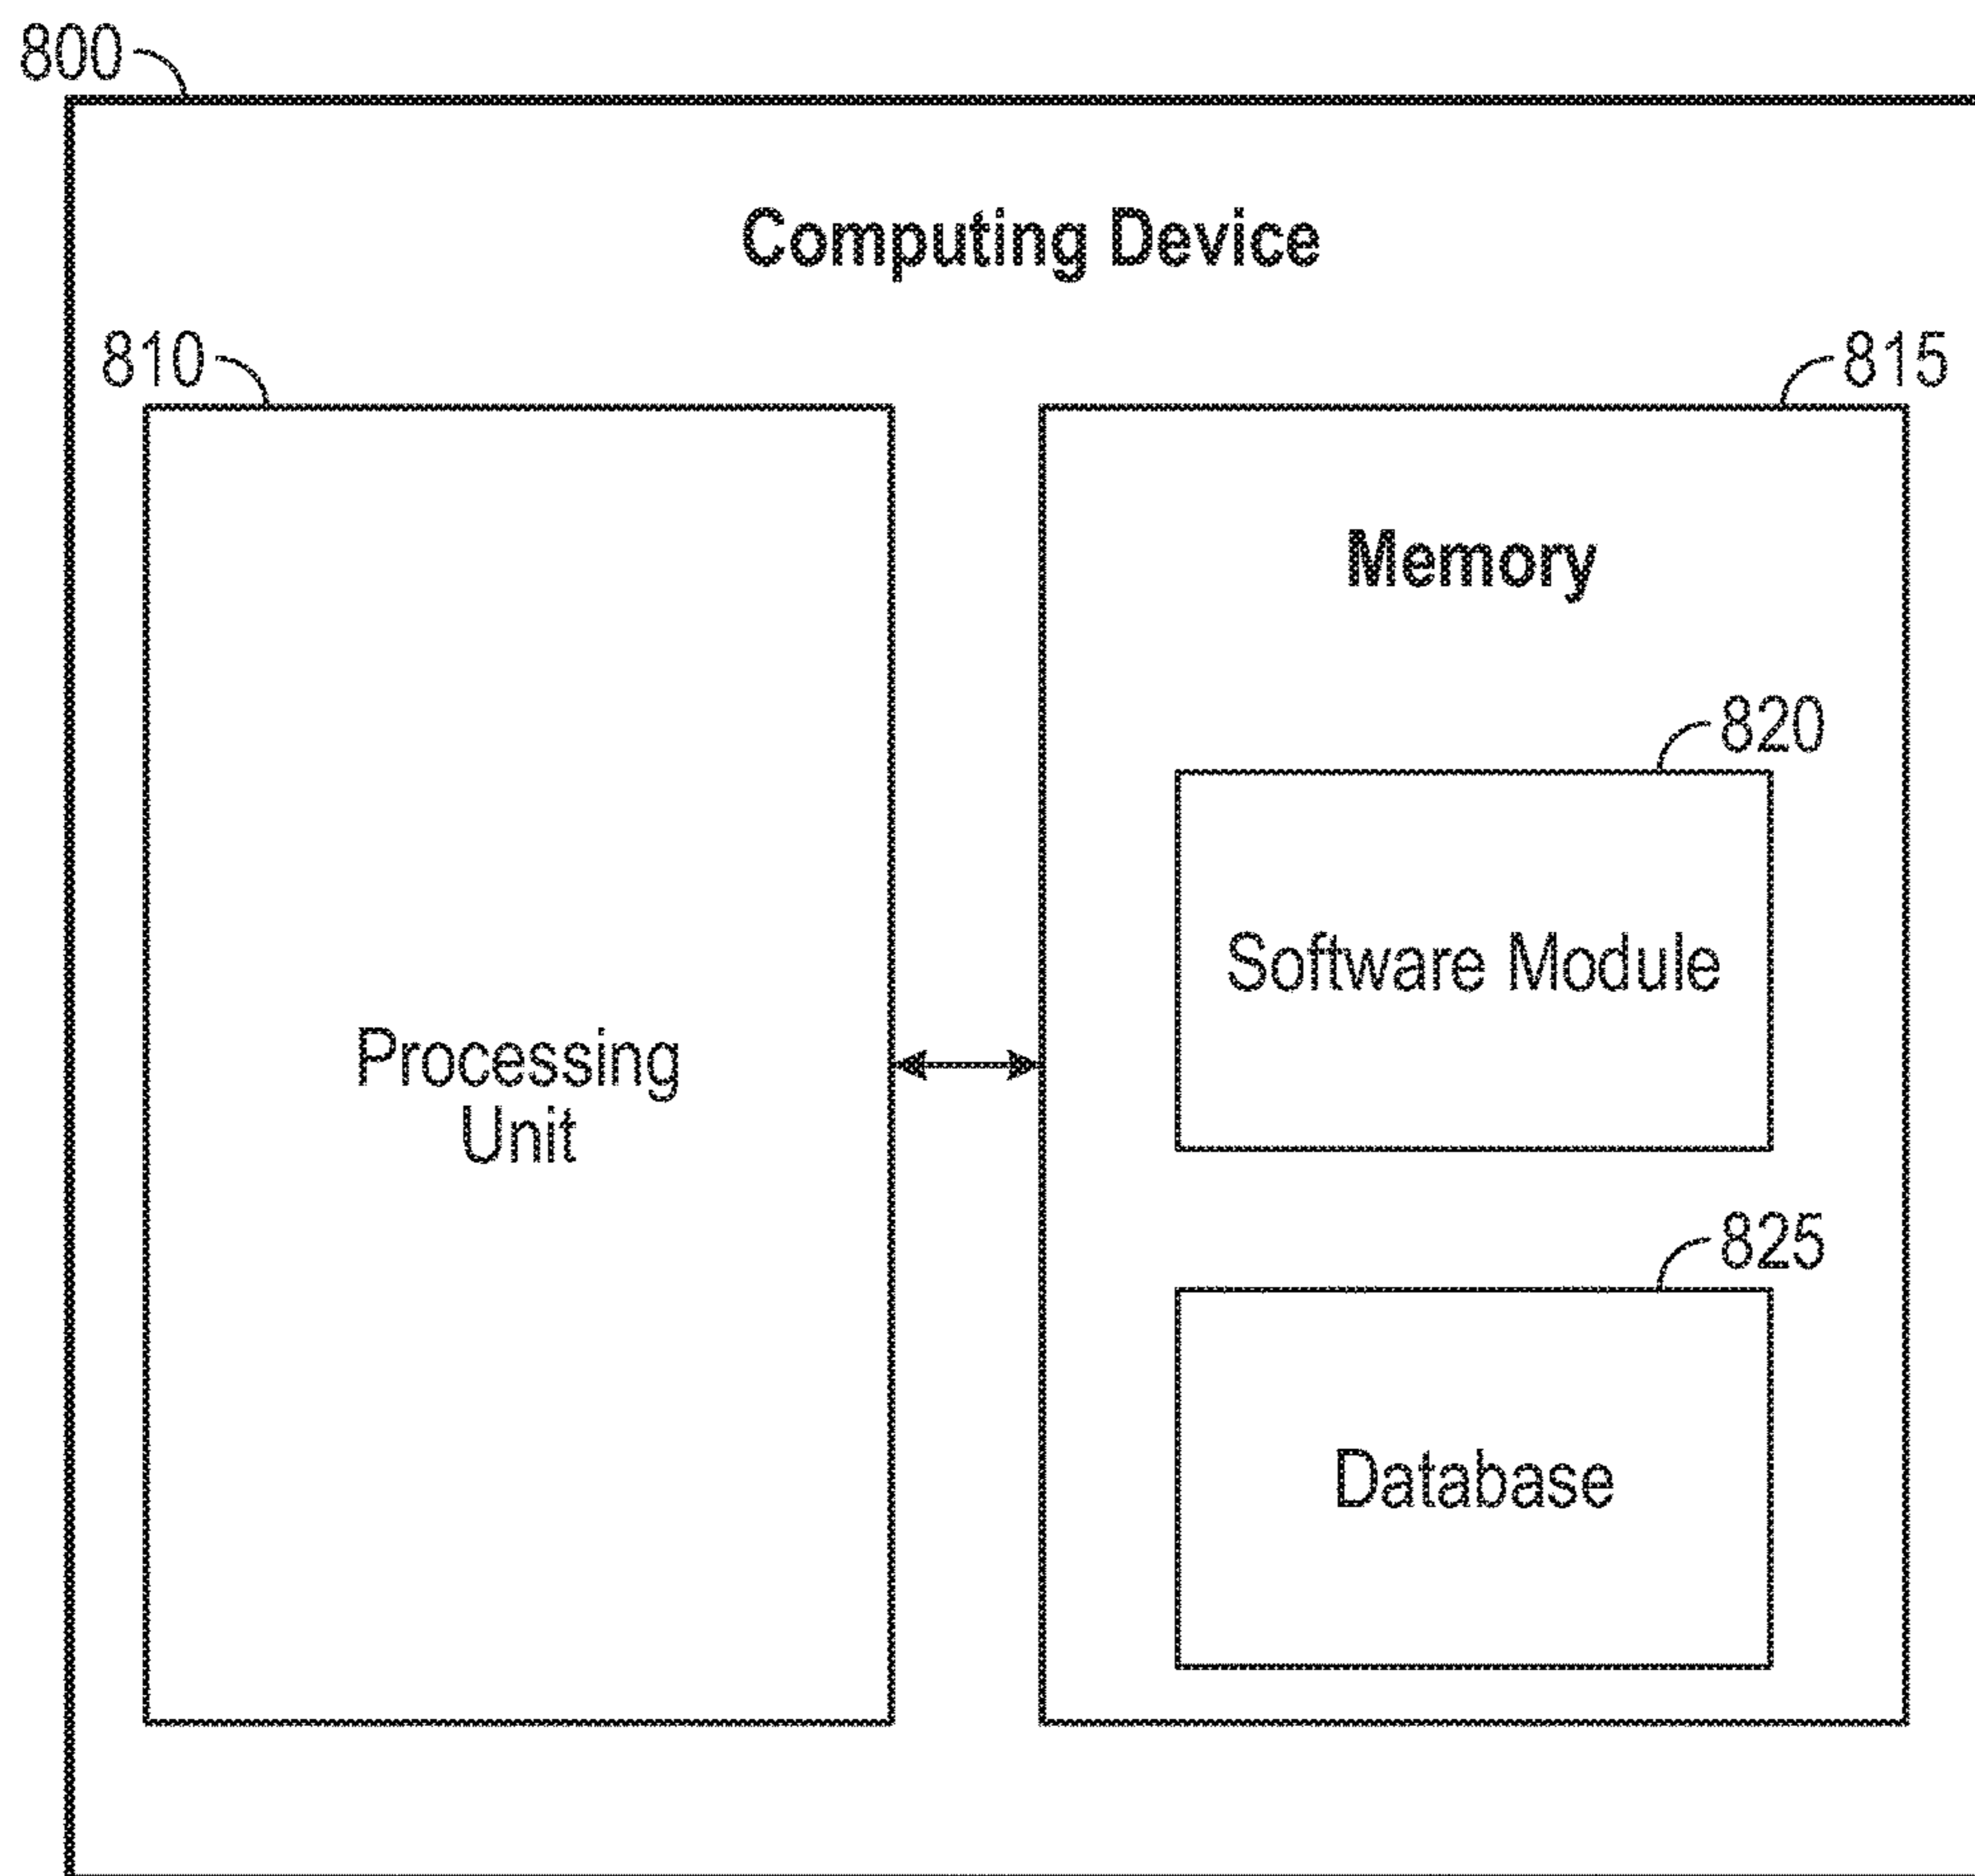 800
Computing Device
810
815
Memory
820
Software Module
Processing
Unit
825
Database